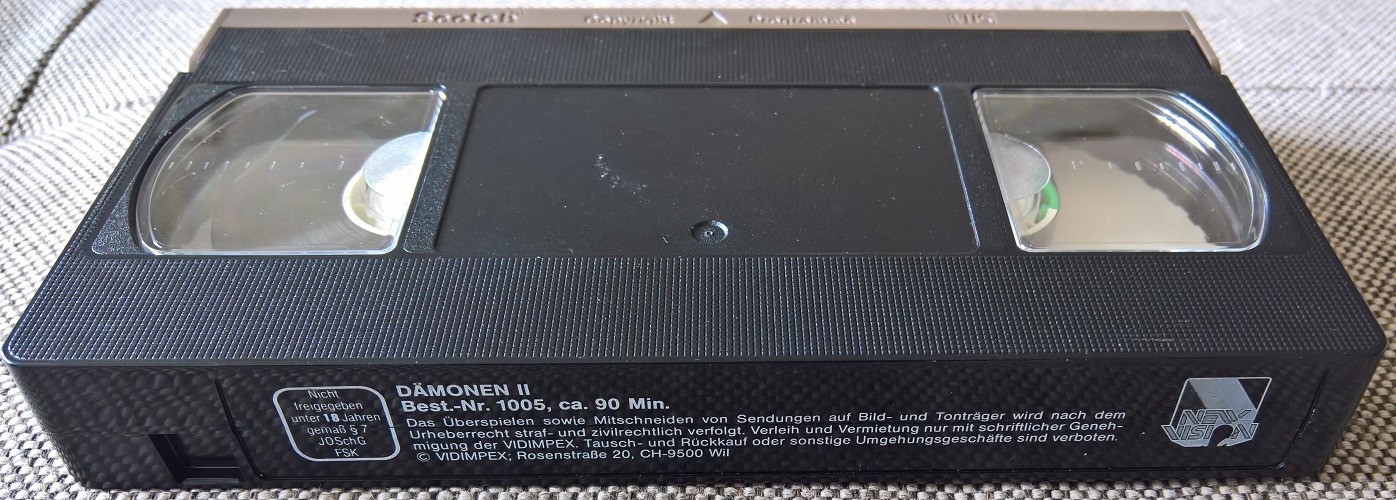 Scotch Copyright Programmed VHS
Nicht
freigegeben
unter 18 Jahren
gemäß § 7
JÖSchG
FSK
DÄMONEN II
Best.-Nr. 1005, ca. 90 Min.
Das Überspielen sowie Mitschneiden von Sendungen auf Bild- und Tonträger wird nach dem
Urheberrecht straf- und zivilrechtlich verfolgt. Verleih und Vermietung nur mit schriftlicher Geneh-
migung der VIDIMPEX. Tausch- und Rückkauf oder sonstige Umgehungsgeschäfte sind verboten.
© VIDIMPEX; Rosenstraße 20, CH-9500 Wil
NEW
VISION